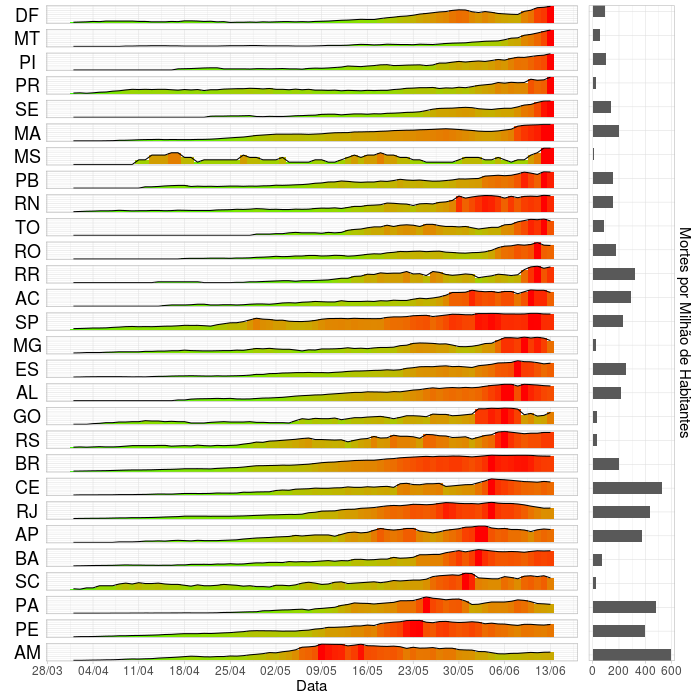 DF
MT
PI
PR
SE
MA
MS
PB
RN
TO
RO
RR
AC
SP
MG
ES
AL
GO
RS
BR
CE
RJ
AP
BA
SC
PA
PE
AM
28/03 04/04 11/04 18/04 25/04 02/05 09/05 16/05 23/05 30/05 06/06 13/06
Data
0 200 400 600
Mortes por Milhão de Habitantes